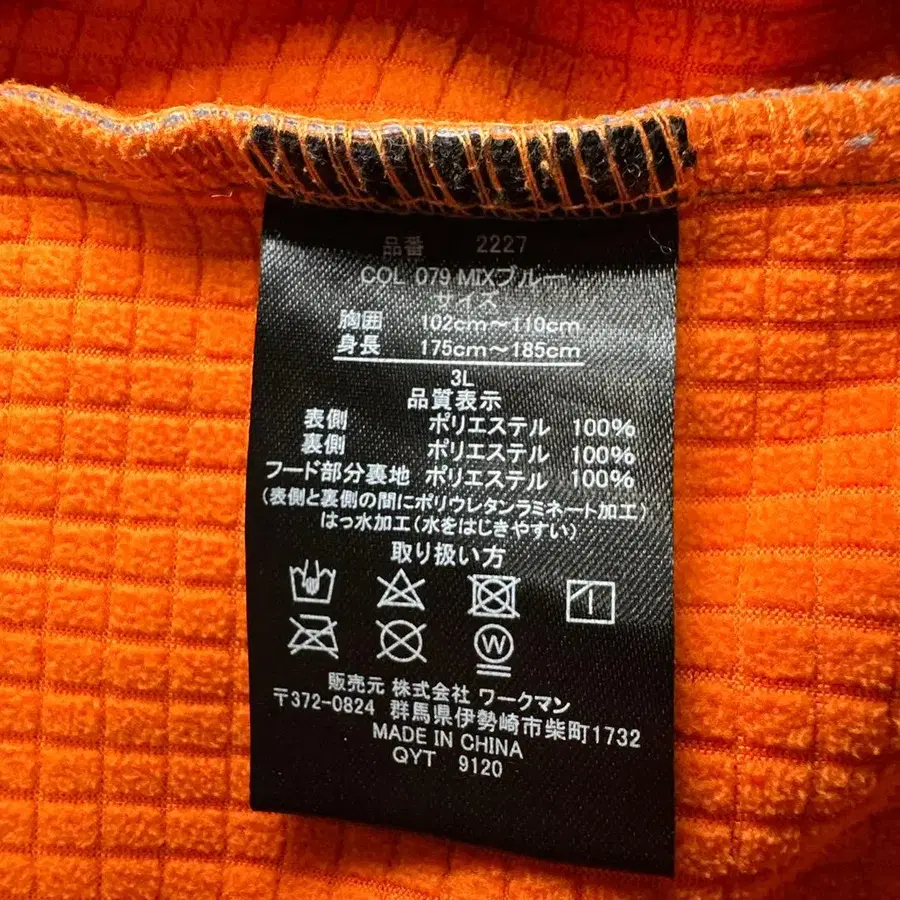 品番 2227
COL 079 MIXブルー
サイズ
胸囲 102cm～110cm
身長 175cm～185cm
3L
品質表示
表側 ポリエステル 100%
裏側 ポリエステル 100%
フード部分裏地 ポリエステル 100%
(表側と裏側の間にポリウレタンラミネート加工)
はっ水加工(水をはじきやすい)
取り扱い方
W
販売元 株式会社 ワークマン
〒372-0824 群馬県伊勢崎市柴町1732
MADE IN CHINA
QYT 9120